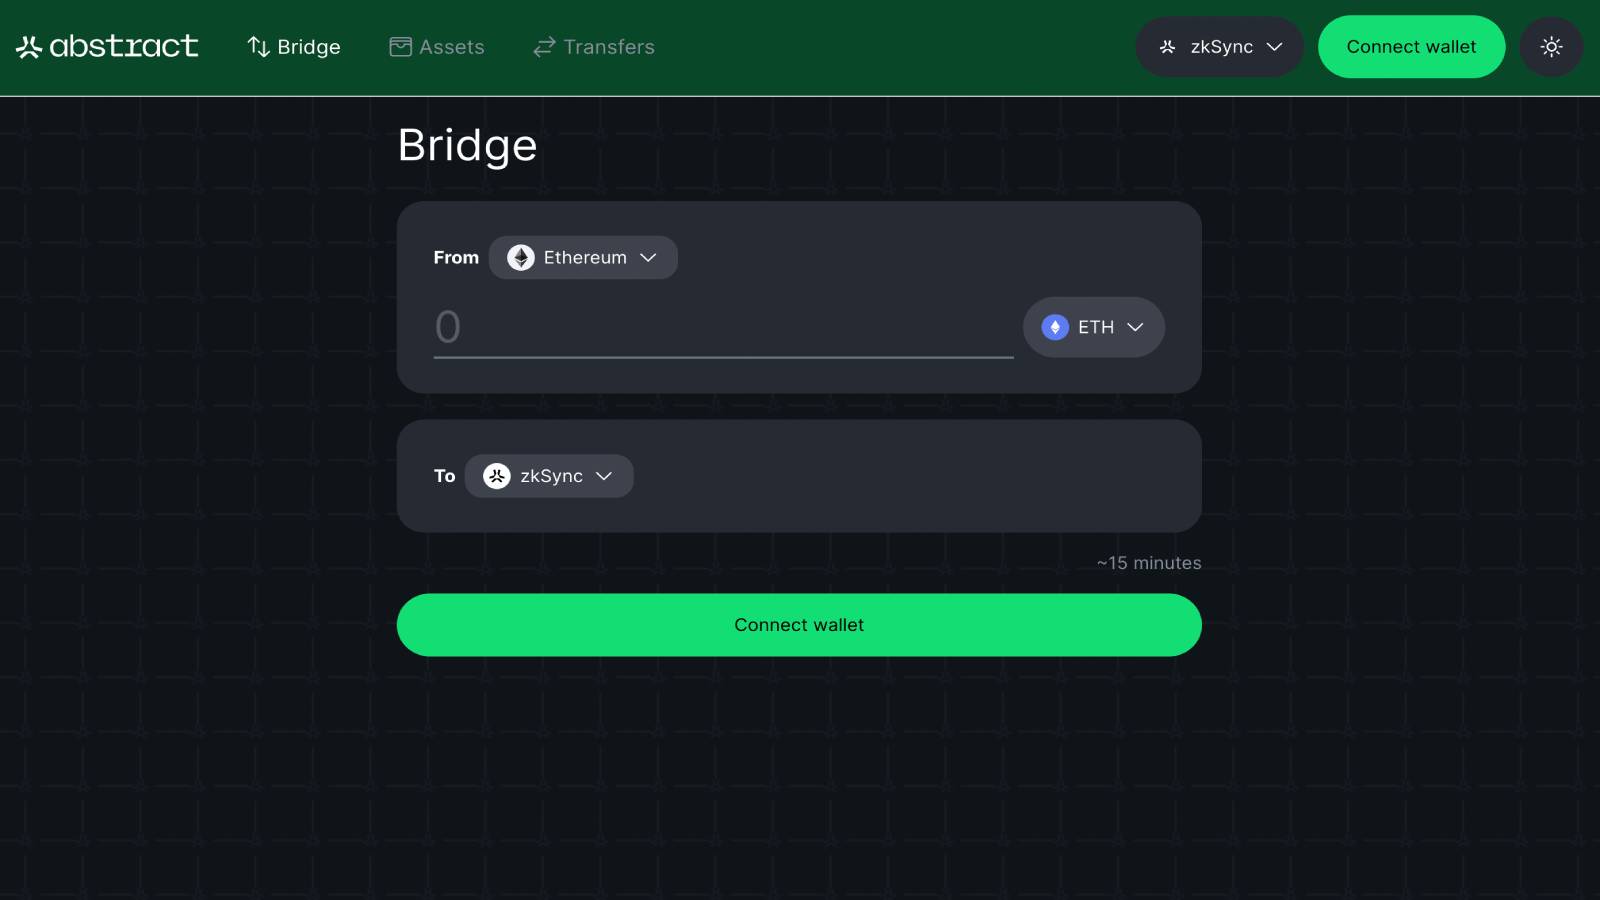 abstract
Bridge
Assets
Transfers
zkSync
Connect wallet
Bridge
From
Ethereum
0
ETH
To
zkSync
~15 minutes
Connect wallet